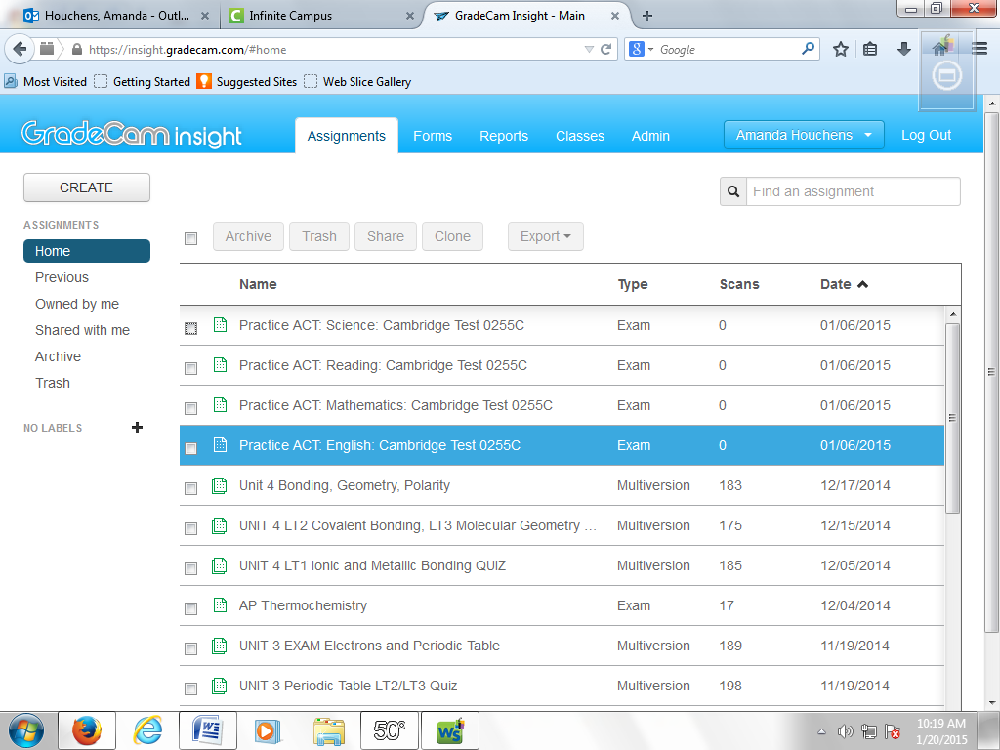 Houchens, Amanda - Outl...
Infinite Campus
GradeCam Insight - Main
https://insight.gradecam.com/#home
Google
Most Visited Getting Started Suggested Sites Web Slice Gallery
GradeCam insight
Assignments Forms Reports Classes Admin Amanda Houchens Log Out
CREATE
Find an assignment
ASSIGNMENTS
Home
Previous
Owned by me
Shared with me
Archive
Trash
NO LABELS
Archive Trash Share Clone Export
Name Type Scans Date
Practice ACT: Science: Cambridge Test 0255C Exam 0 01/06/2015
Practice ACT: Reading: Cambridge Test 0255C Exam 0 01/06/2015
Practice ACT: Mathematics: Cambridge Test 0255C Exam 0 01/06/2015
Practice ACT: English: Cambridge Test 0255C Exam 0 01/06/2015
Unit 4 Bonding, Geometry, Polarity Multiversion 183 12/17/2014
UNIT 4 LT2 Covalent Bonding, LT3 Molecular Geometry ... Multiversion 175 12/15/2014
UNIT 4 LT1 Ionic and Metallic Bonding QUIZ Multiversion 185 12/05/2014
AP Thermochemistry Exam 17 12/04/2014
UNIT 3 EXAM Electrons and Periodic Table Multiversion 189 11/19/2014
UNIT 3 Periodic Table LT2/LT3 Quiz Multiversion 198 11/19/2014
50°
WS
10:19 AM
1/20/2015